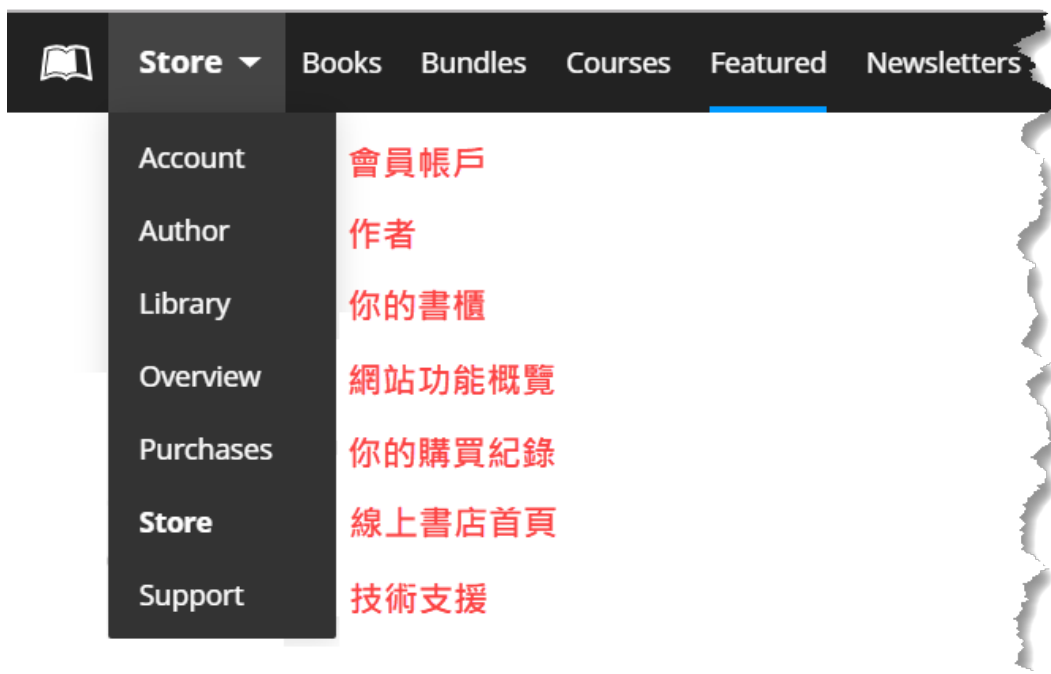 Store Books Bundles Courses Featured Newsletters
Account 會員帳戶
Author 作者
Library 你的書櫃
Overview 網站功能概覽
Purchases 你的購買紀錄
Store 線上書店首頁
Support 技術支援